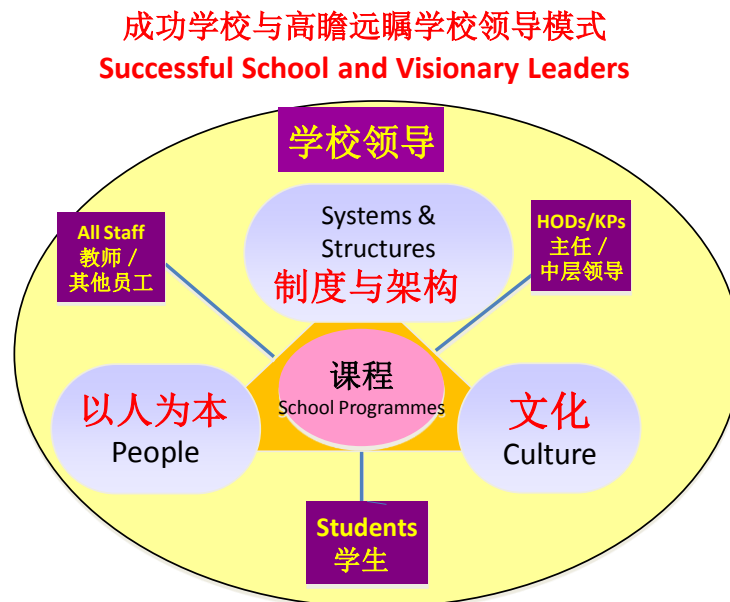 成功学校与高瞻远瞩学校领导模式
Successful School and Visionary Leaders
学校领导
Systems &
Structures
制度与架构
All Staff
教师 /
其他员工
HODs/KPs
主任 /
中层领导
课程
School Programmes
以人为本
People
文化
Culture
Students
学生